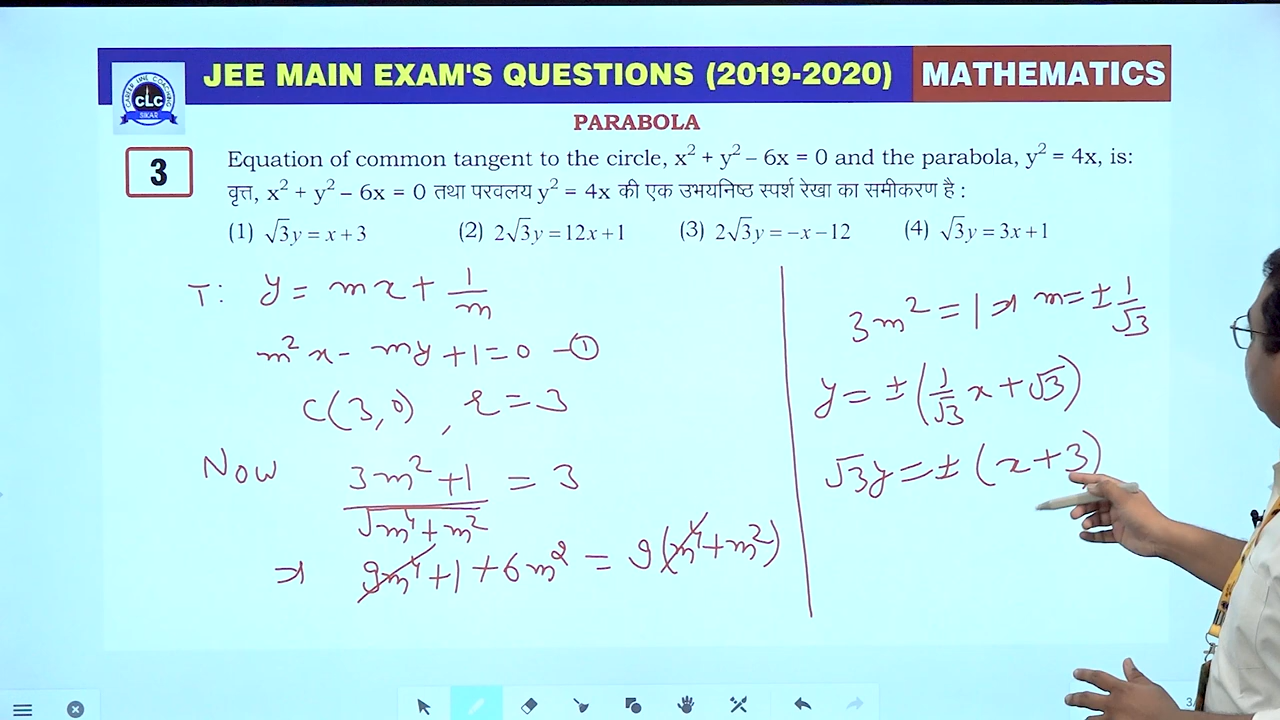 JEE MAIN EXAM'S QUESTIONS (2019-2020) MATHEMATICS
CLC
SIKAR
PARABOLA
3 Equation of common tangent to the circle, x² + y² – 6x = 0 and the parabola, y² = 4x, is:
वृत्त, x² + y² – 6x = 0 तथा परवलय y² = 4x की एक उभयनिष्ठ स्पर्श रेखा का समीकरण है :
(1) √3y = x + 3 (2) 2√3y = 12x + 1 (3) 2√3y = –x – 12 (4) √3y = 3x + 1
T: y = mx + 1/m
m²x - my + 1 = 0 –①
C(3,0), r = 3
Now (3m² + 1)/√(m⁴ + m²) = 3
⇒ 9m⁴ + 1 + 6m² = 9(m⁴ + m²)
3m² = 1 ⇒ m = ± 1/√3
y = ± (1/√3 x + √3)
√3y = ± (x + 3)
3